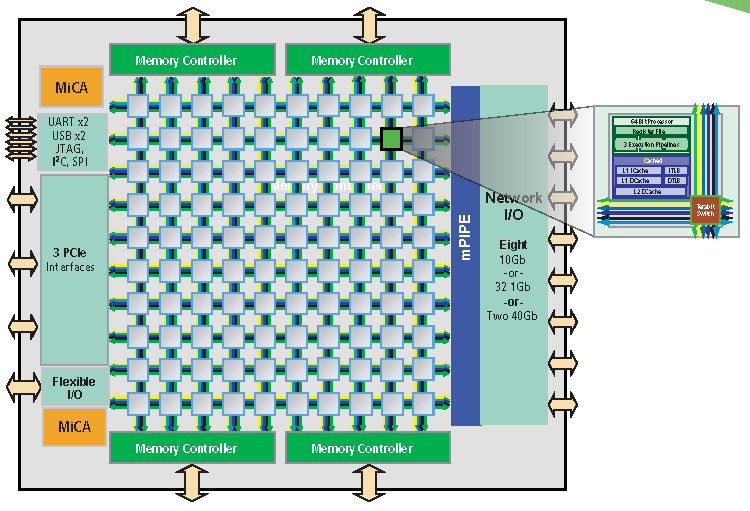 Memory Controller
Memory Controller
MiCA
UART x2
USB x2
JTAG,
I²C, SPI
3 PCIe
Interfaces
Flexible
I/O
MiCA
Memory Controller
mPIPE
Network
I/O
Eight
10Gb
-or-
32 1Gb
-or-
Two 40Gb
64 Bit Processor
Register File
3 Execution Pipelines
L1 ICache
ITLB
L1 DCache
DTLB
L2 Cache
Switch
Memory Controller
Memory Controller